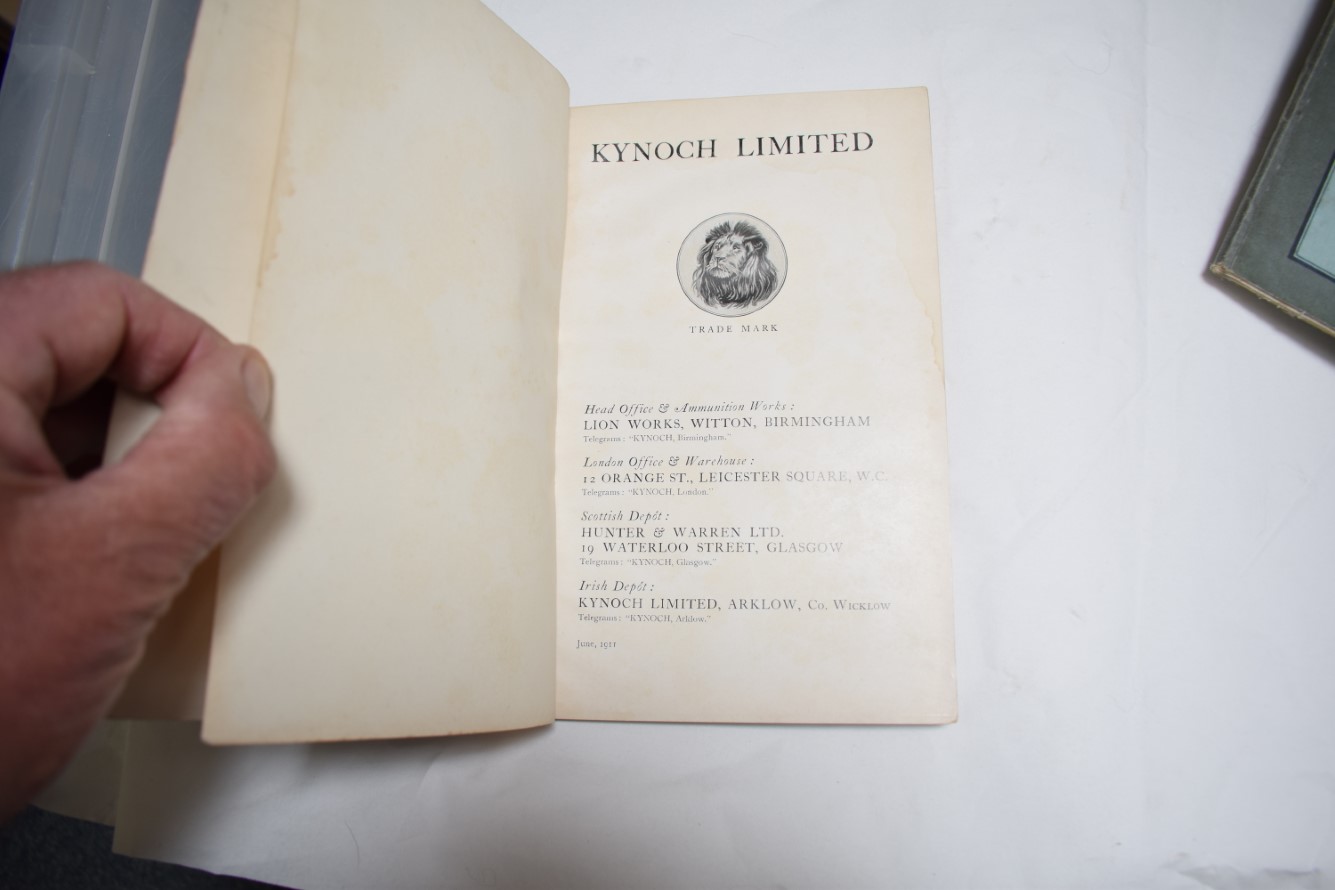 KYNOCH LIMITED
TRADE MARK
Head Office & Ammunition Works :
LION WORKS, WITTON, BIRMINGHAM
Telegrams : "KYNOCH, Birmingham."
London Office & Warehouse :
12 ORANGE ST., LEICESTER SQUARE, W.C.
Telegrams : "KYNOCH, London."
Scottish Depôt :
HUNTER & WARREN LTD.
19 WATERLOO STREET, GLASGOW
Telegrams : "KYNOCH, Glasgow."
Irish Depôt :
KYNOCH LIMITED, ARKLOW, Co. WICKLOW
Telegrams : "KYNOCH, Arklow."
June, 1911